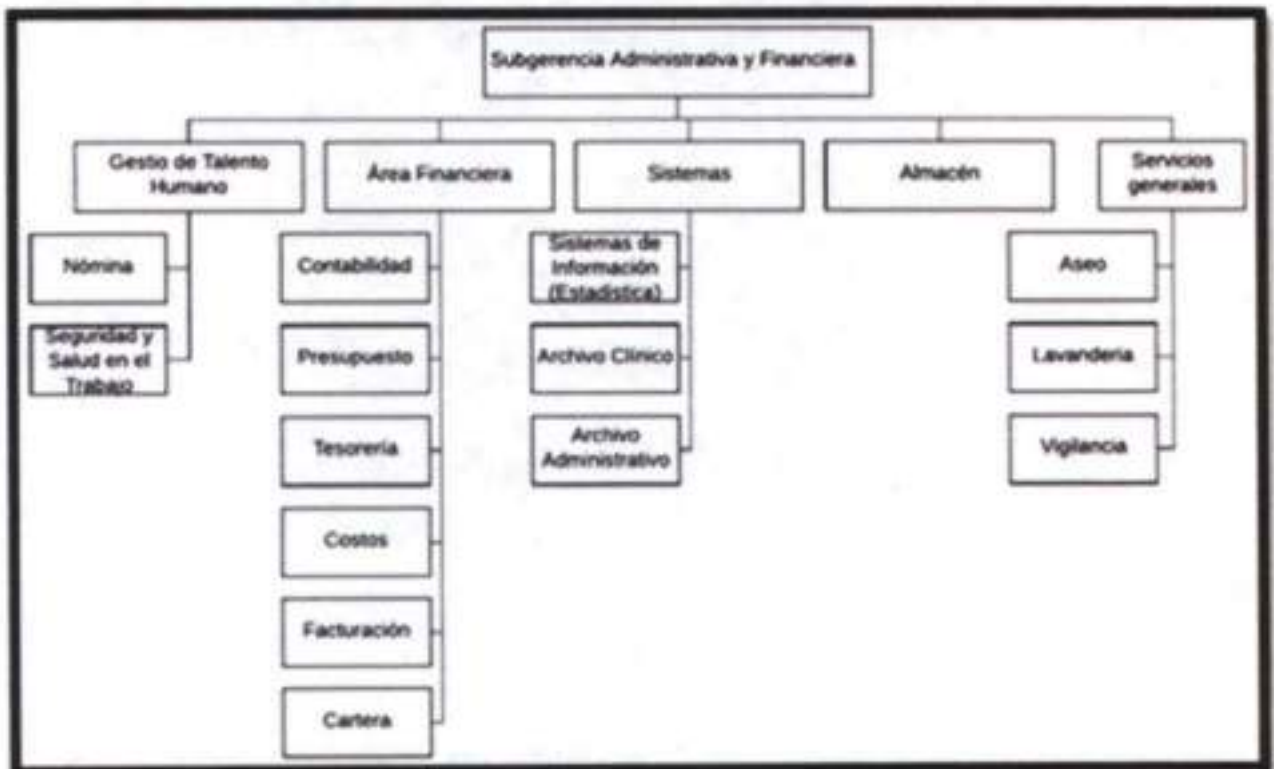 Subgerencia Administrativa y Financiera
Gestio de Talento
Humano
Área Financiera
Sistemas
Almacén
Servicios
generales
Nómina
Seguridad y
Salud en el
Trabajo
Contabilidad
Presupuesto
Tesorería
Costos
Facturación
Cartera
Sistemas de
Información
(Estadística)
Archivo Clínico
Archivo
Administrativo
Aseo
Lavanderia
Vigilancia